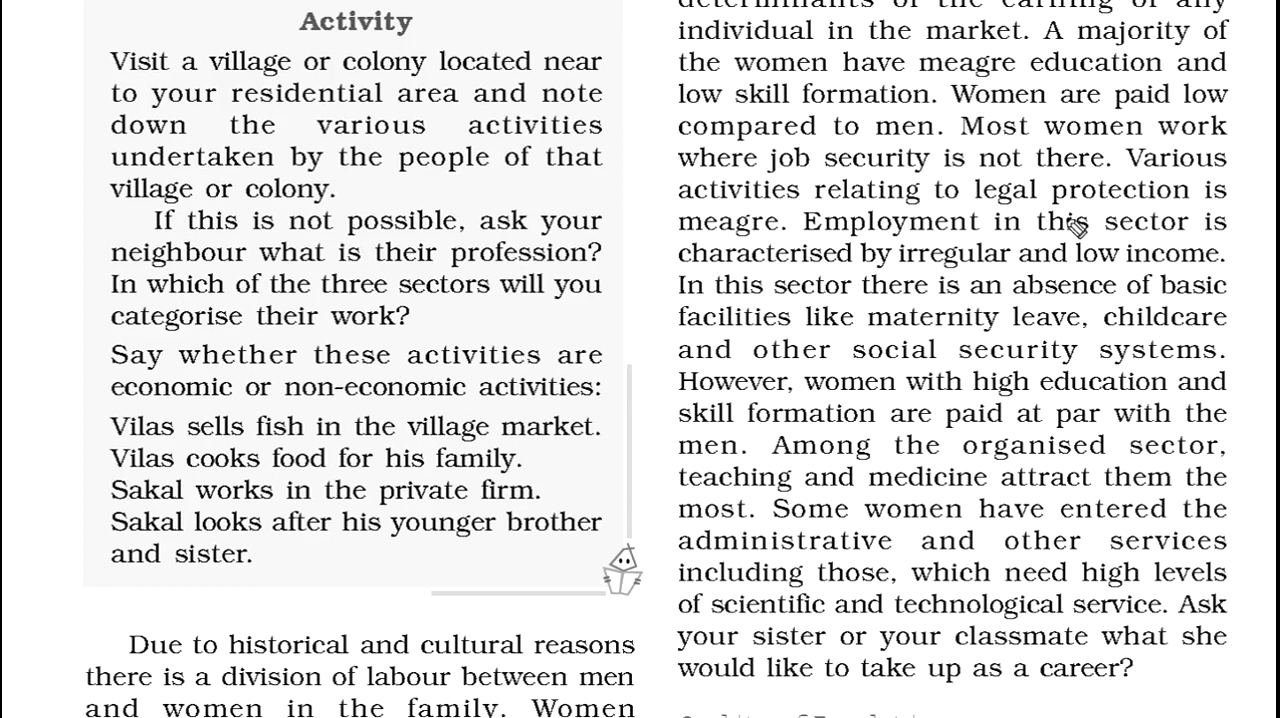 Activity
Visit a village or colony located near
to your residential area and note
down the various activities
undertaken by the people of that
village or colony.
If this is not possible, ask your
neighbour what is their profession?
In which of the three sectors will you
categorise their work?
Say whether these activities are
economic or non-economic activities:
Vilas sells fish in the village market.
Vilas cooks food for his family.
Sakal works in the private firm.
Sakal looks after his younger brother
and sister.
Due to historical and cultural reasons
there is a division of labour between men
and women in the family. Women
determinants of the earning of any
individual in the market. A majority of
the women have meagre education and
low skill formation. Women are paid low
compared to men. Most women work
where job security is not there. Various
activities relating to legal protection is
meagre. Employment in this sector is
characterised by irregular and low income.
In this sector there is an absence of basic
facilities like maternity leave, childcare
and other social security systems.
However, women with high education and
skill formation are paid at par with the
men. Among the organised sector,
teaching and medicine attract them the
most. Some women have entered the
administrative and other services
including those, which need high levels
of scientific and technological service. Ask
your sister or your classmate what she
would like to take up as a career?